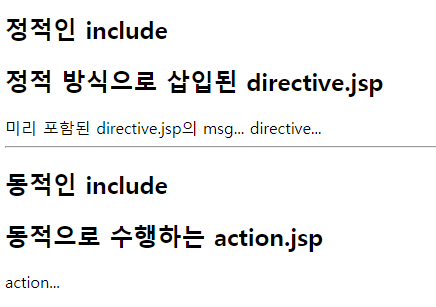 정적인 include
정적 방식으로 삽입된 directive.jsp
미리 포함된 directive.jsp의 msg... directive...
동적인 include
동적으로 수행하는 action.jsp
action...